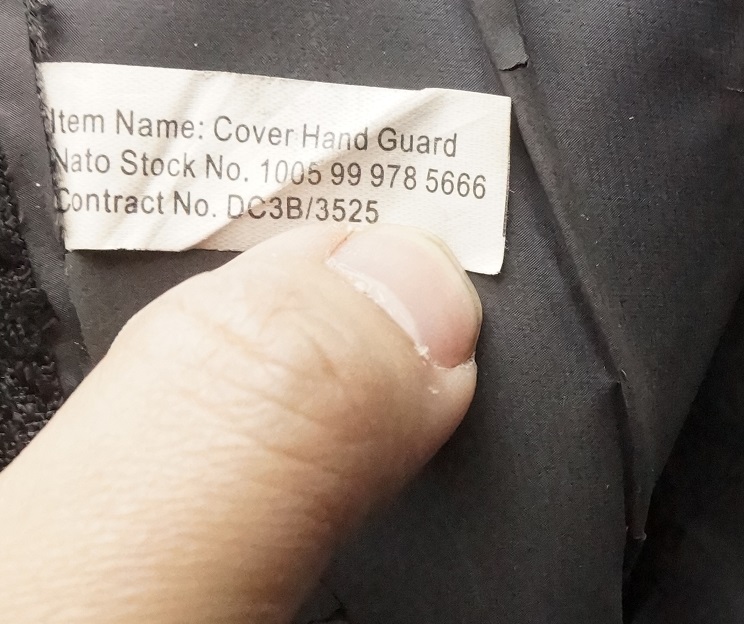 Item Name: Cover Hand Guard
Nato Stock No. 1005 99 978 5666
Contract No. DC3B/3525